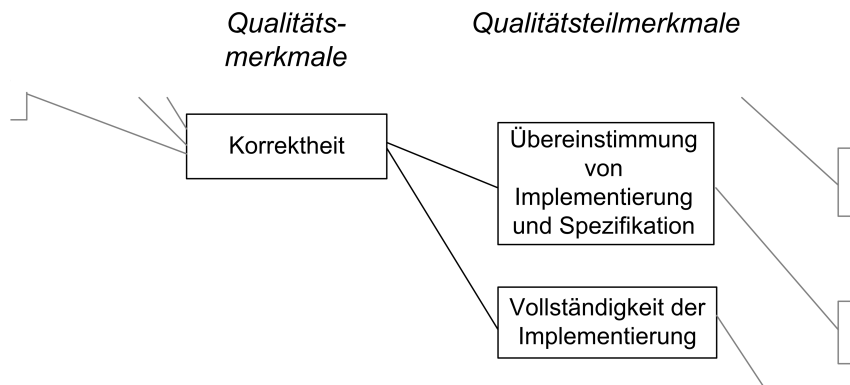 Qualitäts-
merkmale
Qualitätsteilmerkmale
Korrektheit
Übereinstimmung
von
Implementierung
und Spezifikation
Vollständigkeit der
Implementierung